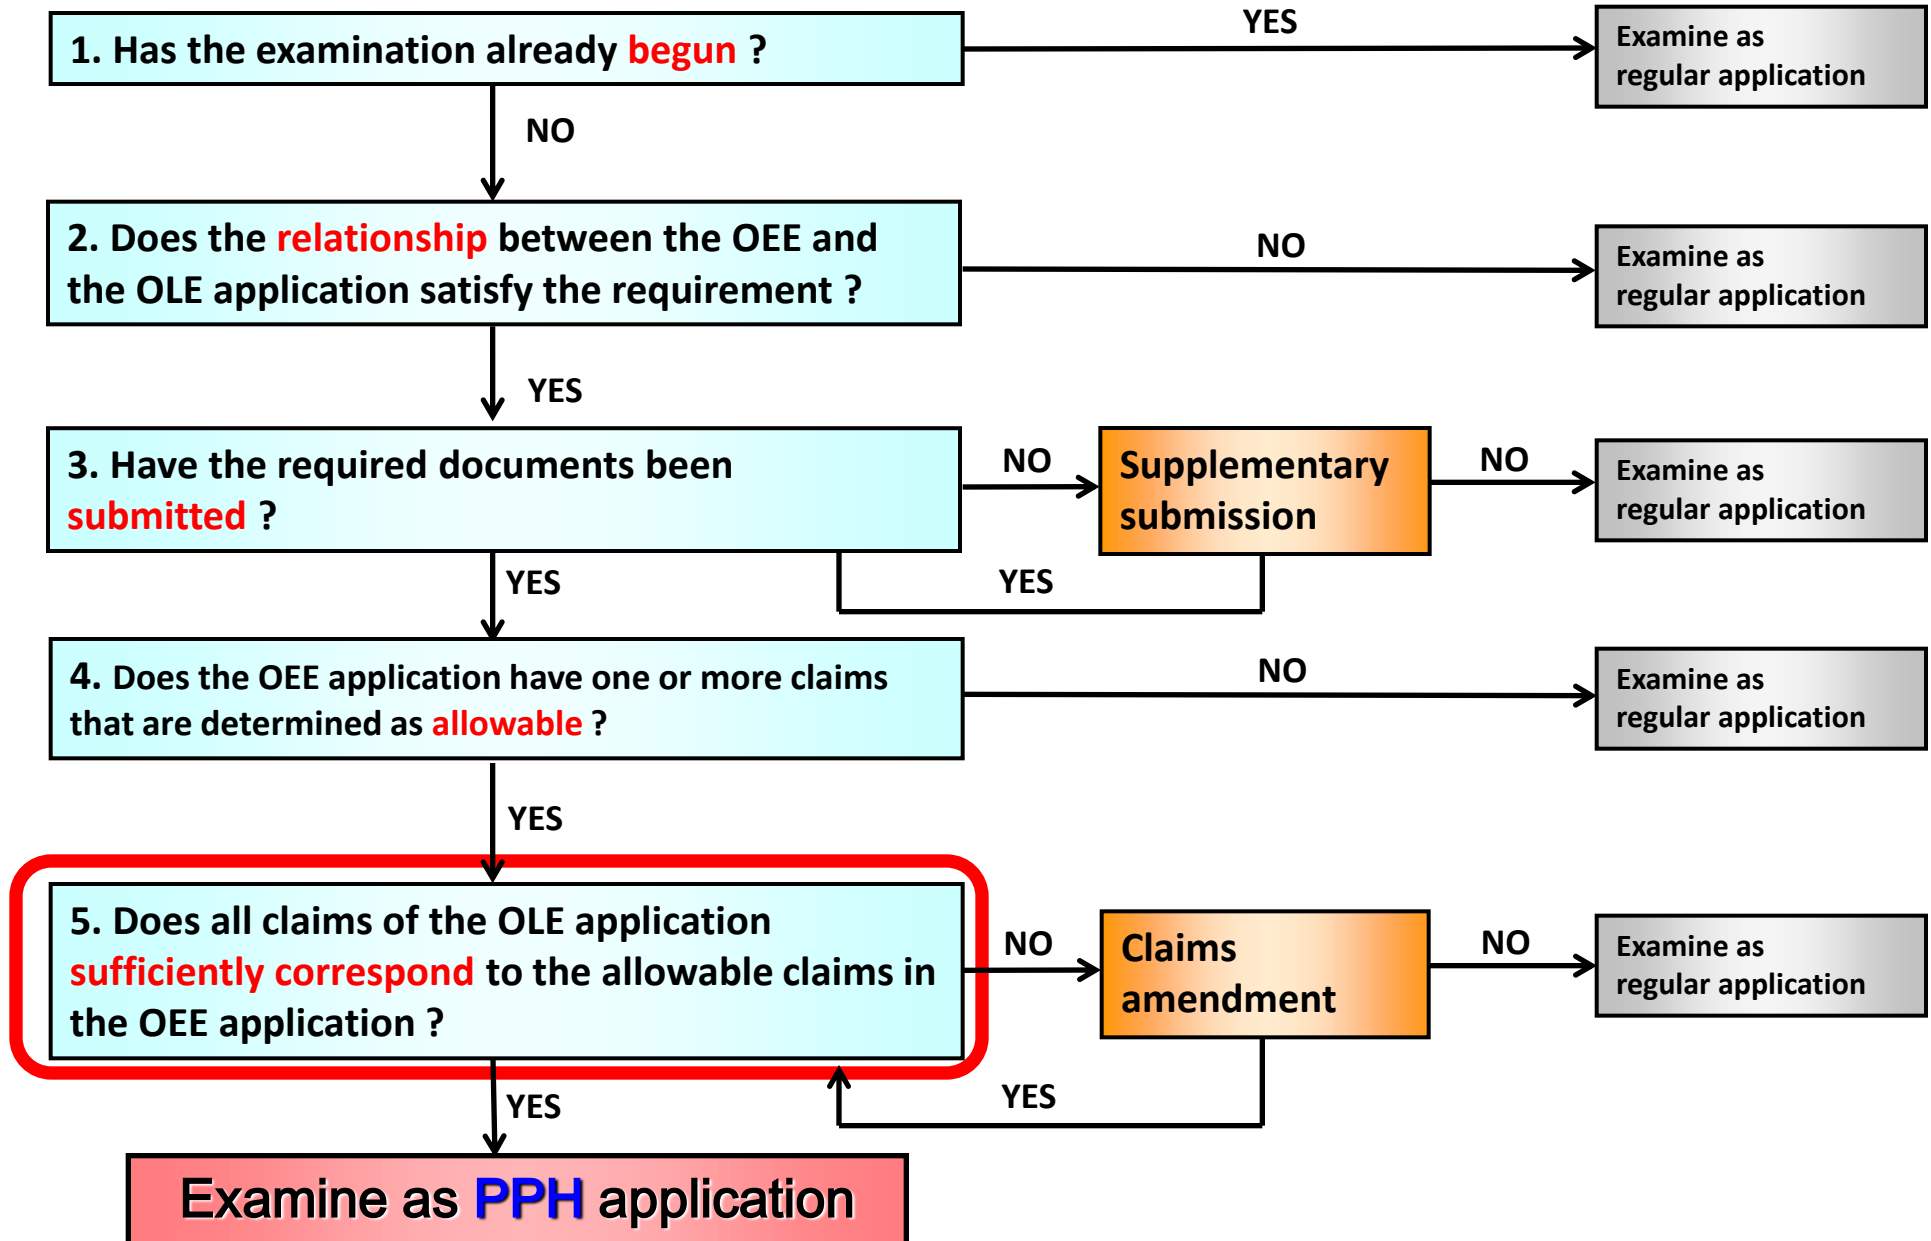 1. Has the examination already begun ?
YES
Examine as
regular application
NO
2. Does the relationship between the OEE and
the OLE application satisfy the requirement ?
NO
Examine as
regular application
YES
3. Have the required documents been
submitted ?
NO
Supplementary
submission
NO
Examine as
regular application
YES
YES
4. Does the OEE application have one or more claims
that are determined as allowable ?
NO
Examine as
regular application
YES
5. Does all claims of the OLE application
sufficiently correspond to the allowable claims in
the OEE application ?
NO
Claims
amendment
NO
Examine as
regular application
YES
YES
Examine as PPH application